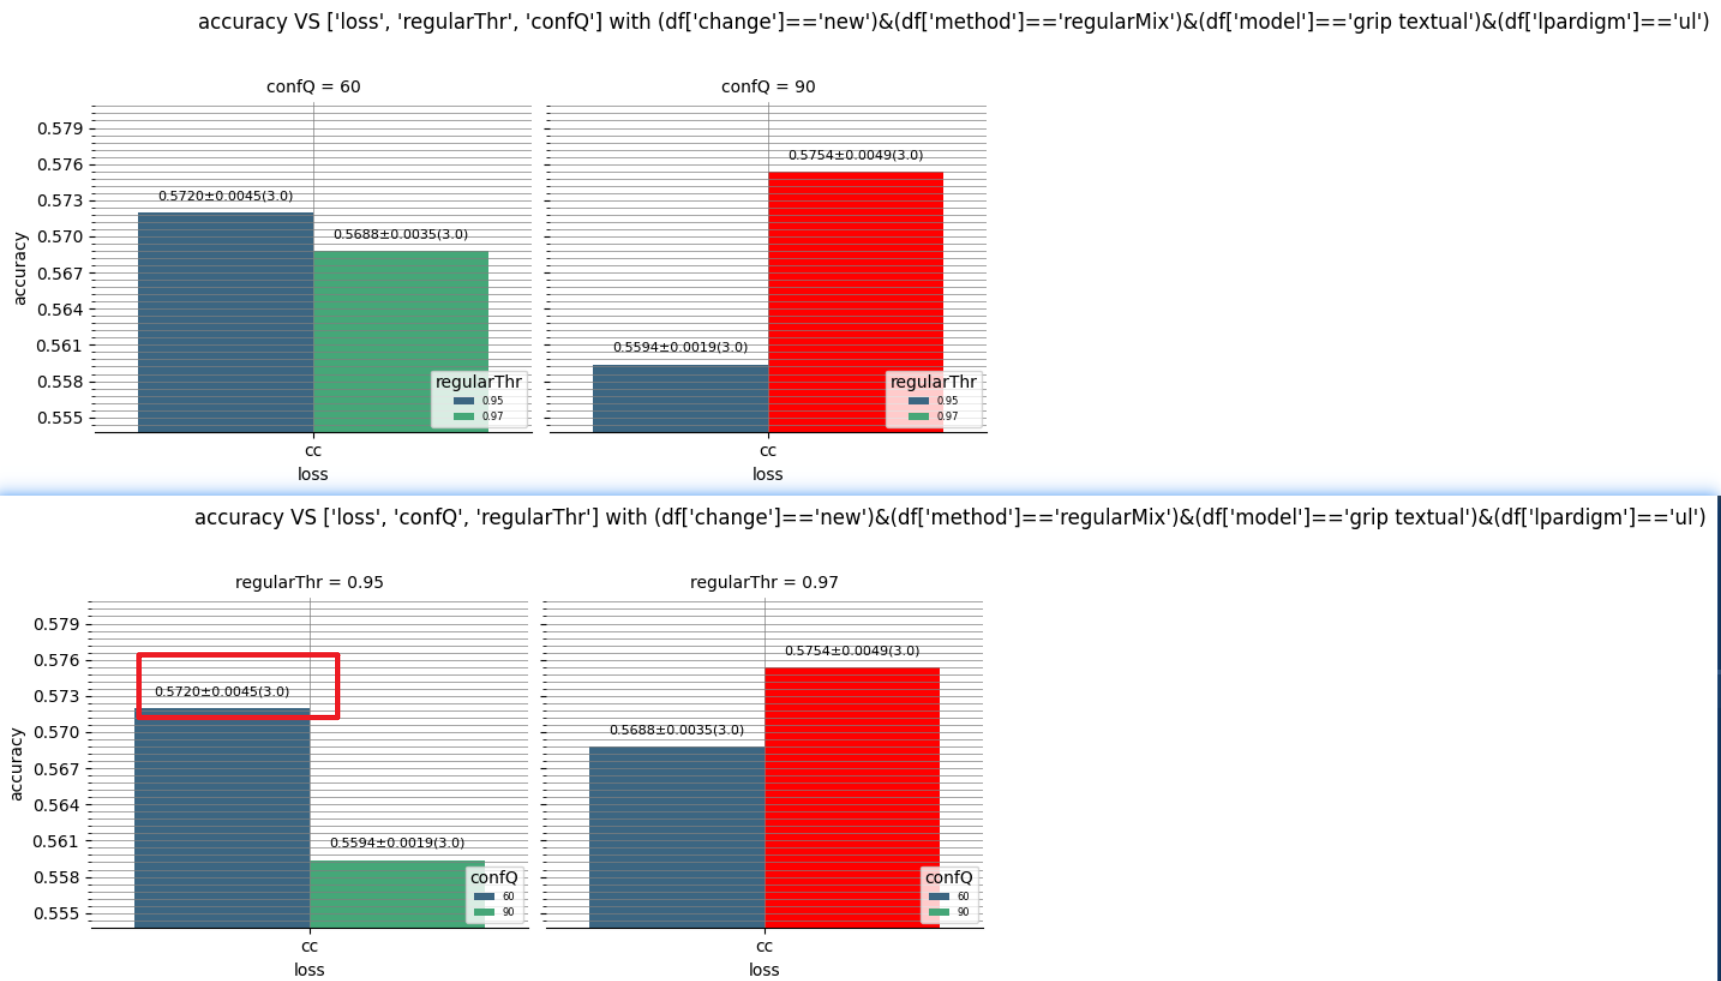 accuracy VS ['loss', 'regularThr', 'confQ'] with (df['change']=='new')&(df['method']=='regularMix')&(df['model']=='grip textual')&(df['lpardigm']=='ul')
confQ = 60
confQ = 90
accuracy
0.579
0.576
0.573
0.570
0.567
0.564
0.561
0.558
0.555
0.5720±0.0045(3.0)
0.5688±0.0035(3.0)
regularThr
0.95
0.97
cc
loss
0.5754±0.0049(3.0)
0.5594±0.0019(3.0)
regularThr
0.95
0.97
cc
loss
accuracy VS ['loss', 'confQ', 'regularThr'] with (df['change']=='new')&(df['method']=='regularMix')&(df['model']=='grip textual')&(df['lpardigm']=='ul')
regularThr = 0.95
regularThr = 0.97
accuracy
0.579
0.576
0.573
0.570
0.567
0.564
0.561
0.558
0.555
0.5720±0.0045(3.0)
0.5594±0.0019(3.0)
confQ
60
90
cc
loss
0.5754±0.0049(3.0)
0.5688±0.0035(3.0)
confQ
60
90
cc
loss